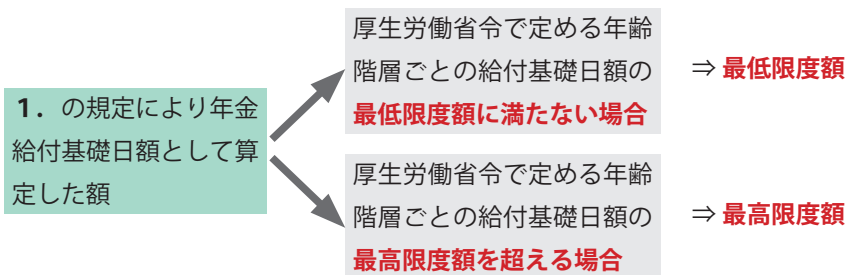 １．の規定により年金
給付基礎日額として算
定した額
厚生労働省令で定める年齢
階層ごとの給付基礎日額の
最低限度額に満たない場合
⇒ 最低限度額
厚生労働省令で定める年齢
階層ごとの給付基礎日額の
最高限度額を超える場合
⇒ 最高限度額